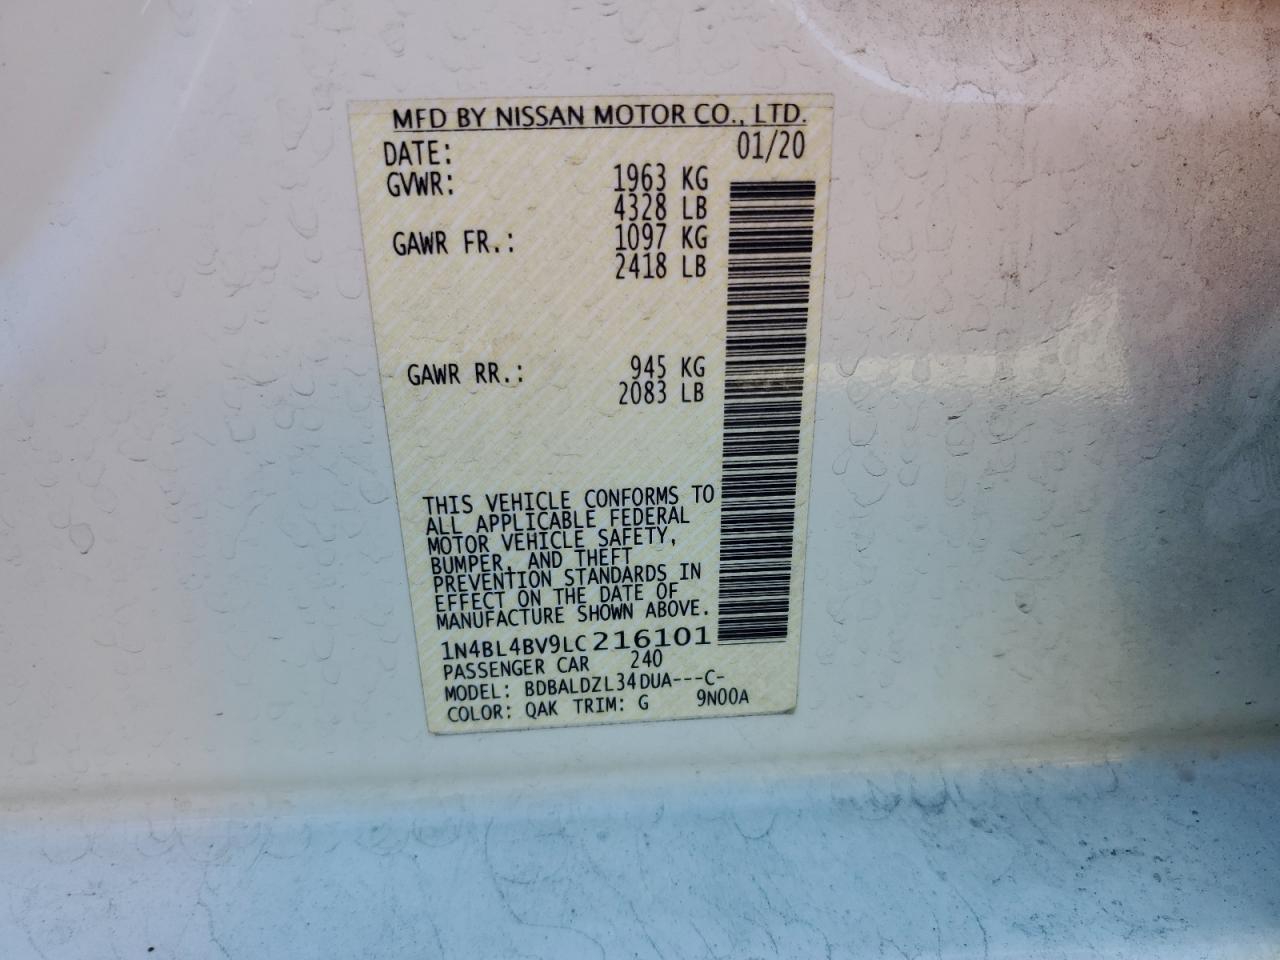 MFD BY NISSAN MOTOR CO., LTD.
DATE: 01/20
GVWR: 1963 KG
4328 LB
GAWR FR.: 1097 KG
2418 LB
GAWR RR.: 945 KG
2083 LB
THIS VEHICLE CONFORMS TO
ALL APPLICABLE FEDERAL
MOTOR VEHICLE SAFETY,
BUMPER, AND THEFT
PREVENTION STANDARDS IN
EFFECT ON THE DATE OF
MANUFACTURE SHOWN ABOVE.
1N4BL4BV9LC216101
PASSENGER CAR 240
MODEL: BDBALDZL34DUA---C-
COLOR: QAK TRIM: G 9N00A